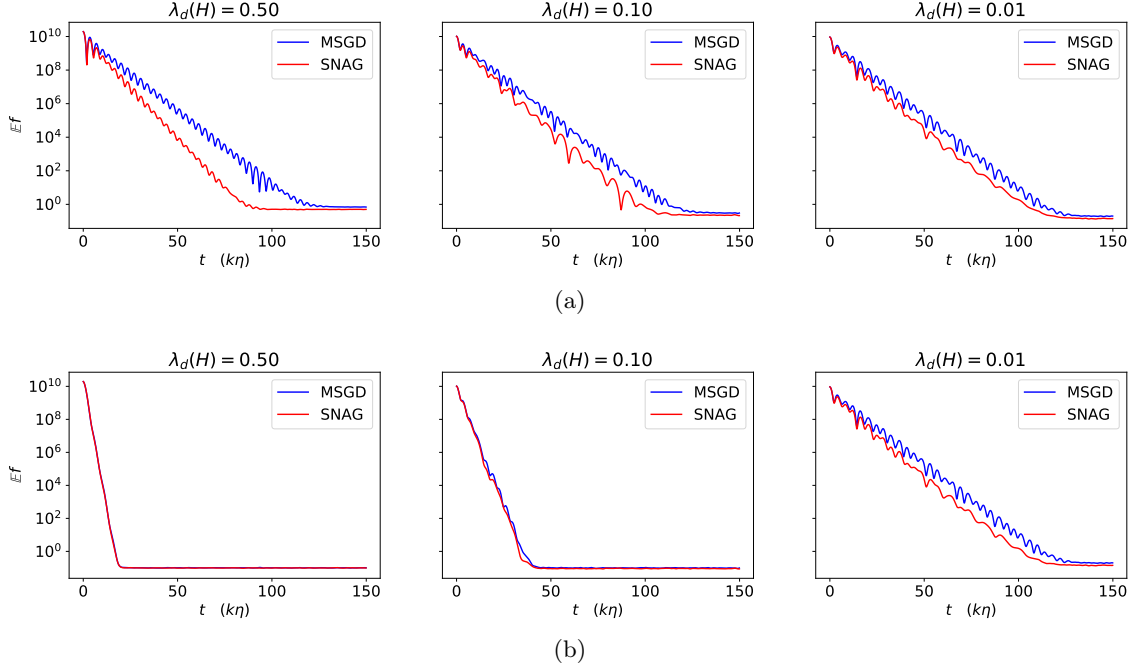 λ_d(H) = 0.50
λ_d(H) = 0.10
λ_d(H) = 0.01
𝔼f
10^10
10^8
10^6
10^4
10^2
10^0
MSGD
SNAG
MSGD
SNAG
MSGD
SNAG
0 50 100 150
0 50 100 150
0 50 100 150
t (kη)
t (kη)
t (kη)
(a)
λ_d(H) = 0.50
λ_d(H) = 0.10
λ_d(H) = 0.01
𝔼f
10^10
10^8
10^6
10^4
10^2
10^0
MSGD
SNAG
MSGD
SNAG
MSGD
SNAG
0 50 100 150
0 50 100 150
0 50 100 150
t (kη)
t (kη)
t (kη)
(b)